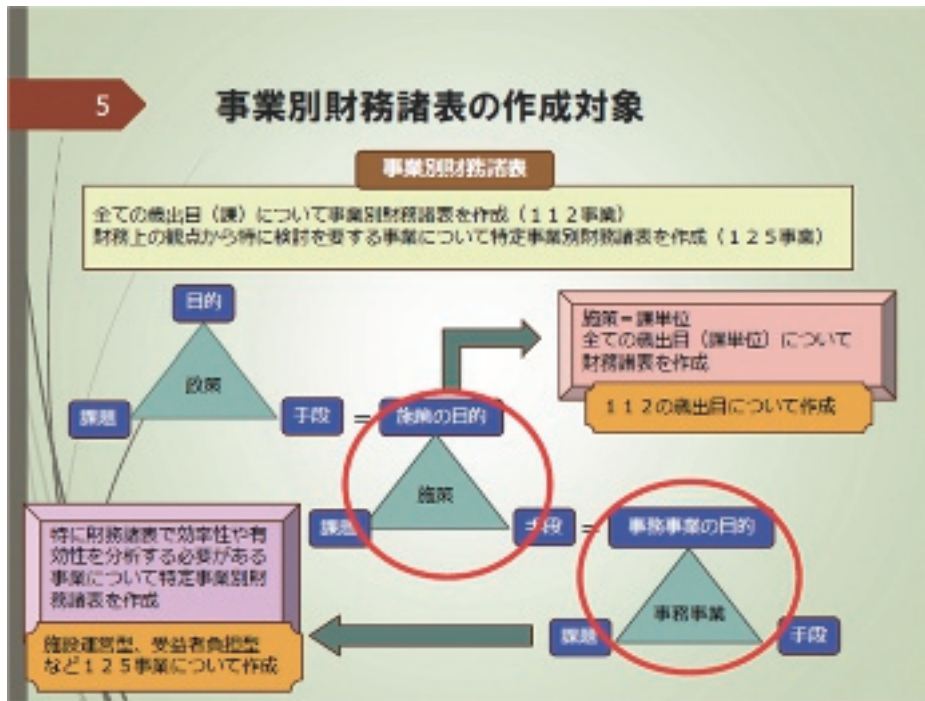 5
事業別財務諸表の作成対象
事業別財務諸表
全ての歳出目（課）について事業別財務諸表を作成（１１２事業）
財務上の観点から特に検討を要する事業について特定事業別財務諸表を作成（１２５事業）
目的
政策
課題
手段
=
施策の目的
施策
課題
手段
=
事務事業の目的
事務事業
課題
手段
施策＝課単位
全ての歳出目（課単位）について
財務諸表を作成
１１２の歳出目について作成
特に財務諸表で効率性や有
効性を分析する必要がある
事業について特定事業別財
務諸表を作成
施設運営型、受益者負担型
など１２５事業について作成